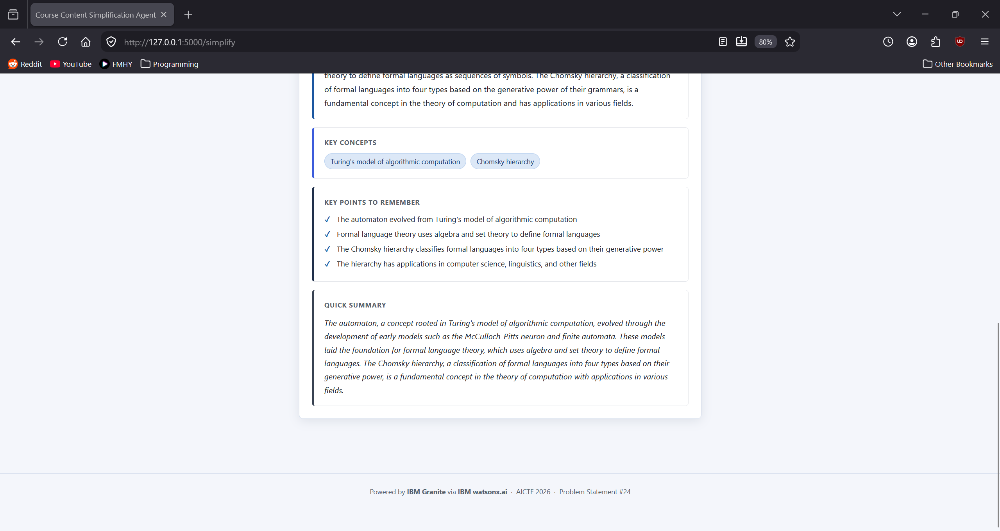 Course Content Simplification Agent
http://127.0.0.1:5000/simplify
80%
Reddit
YouTube
FMHY
Programming
Other Bookmarks
theory to define formal languages as sequences of symbols. The Chomsky hierarchy, a classification
of formal languages into four types based on the generative power of their grammars, is a
fundamental concept in the theory of computation and has applications in various fields.
KEY CONCEPTS
Turing's model of algorithmic computation
Chomsky hierarchy
KEY POINTS TO REMEMBER
✓ The automaton evolved from Turing's model of algorithmic computation
✓ Formal language theory uses algebra and set theory to define formal languages
✓ The Chomsky hierarchy classifies formal languages into four types based on their generative power
✓ The hierarchy has applications in computer science, linguistics, and other fields
QUICK SUMMARY
The automaton, a concept rooted in Turing's model of algorithmic computation, evolved through the
development of early models such as the McCulloch-Pitts neuron and finite automata. These models
laid the foundation for formal language theory, which uses algebra and set theory to define formal
languages. The Chomsky hierarchy, a classification of formal languages into four types based on their
generative power, is a fundamental concept in the theory of computation with applications in various
fields.
Powered by IBM Granite via IBM watsonx.ai · AICTE 2026 · Problem Statement #24